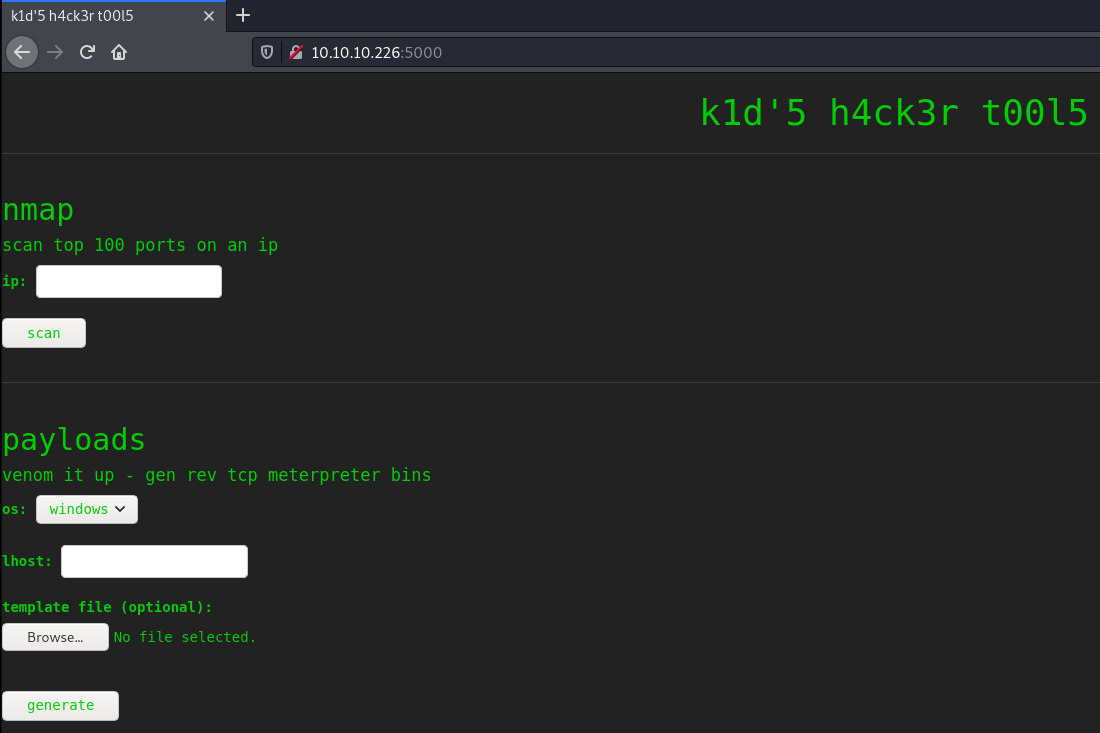 k1d'5 h4ck3r t00l5
10.10.10.226:5000
k1d'5 h4ck3r t00l5
nmap
scan top 100 ports on an ip
ip:
scan
payloads
venom it up - gen rev tcp meterpreter bins
os: windows
lhost:
template file (optional):
Browse... No file selected.
generate